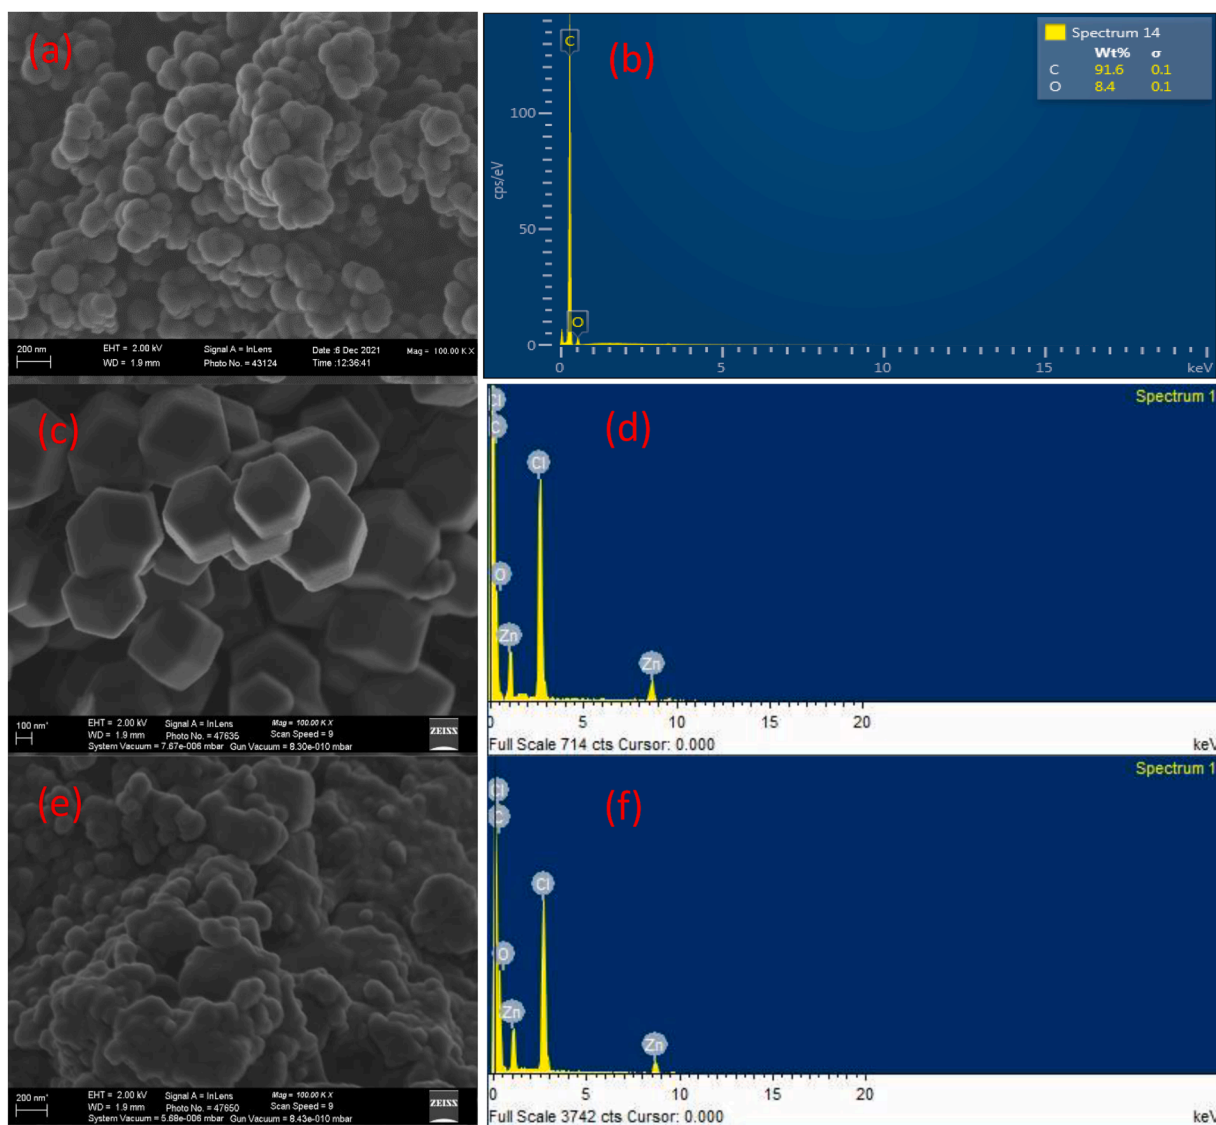 (a)
200 nm
EHT = 2.00 kV
WD = 1.9 mm
Signal A = InLens
Photo No. = 43124
Date :6 Dec 2021
Time :12:36:41
Mag = 100.00 K X
(b)
C
O
Spectrum 14
Wt% σ
C 91.6 0.1
O 8.4 0.1
cps/eV
100
50
0
0 5 10 15 keV
(c)
100 nm
EHT = 2.00 kV Signal A = InLens Mag = 100.00 K X
WD = 1.9 mm Photo No. = 47635 Scan Speed = 9
System Vacuum = 7.67e-006 mbar Gun Vacuum = 8.30e-010 mbar
ZEISS
(d)
Spectrum 1
Cl
C
Cl
O
Zn
Zn
0 5 10 15 20
Full Scale 714 cts Cursor: 0.000 keV
(e)
200 nm
EHT = 2.00 kV Signal A = InLens Mag = 100.00 K X
WD = 1.9 mm Photo No. = 47650 Scan Speed = 9
System Vacuum = 5.68e-006 mbar Gun Vacuum = 8.43e-010 mbar
ZEISS
(f)
Spectrum 1
Cl
C
Cl
O
Zn
Zn
0 5 10 15 20
Full Scale 3742 cts Cursor: 0.000 keV